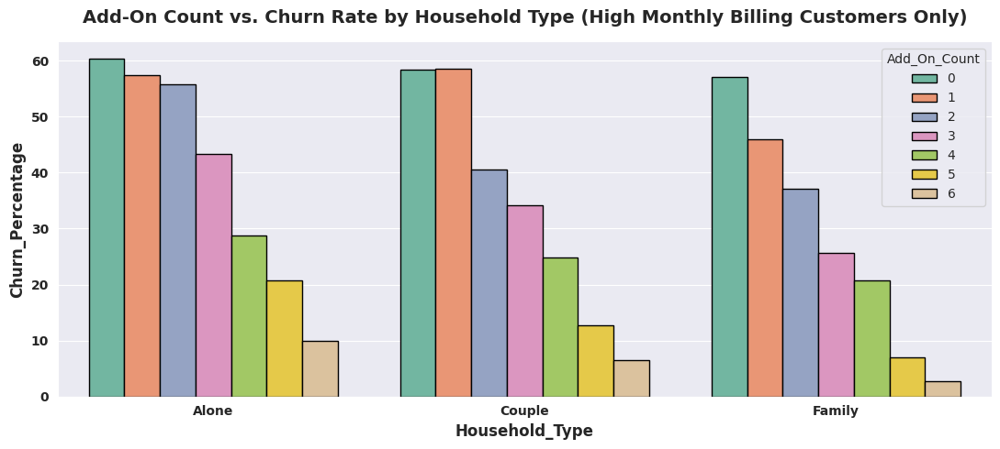 Add-On Count vs. Churn Rate by Household Type (High Monthly Billing Customers Only)
Churn_Percentage
60
50
40
30
20
10
0
Add_On_Count
0
1
2
3
4
5
6
Alone
Couple
Family
Household_Type